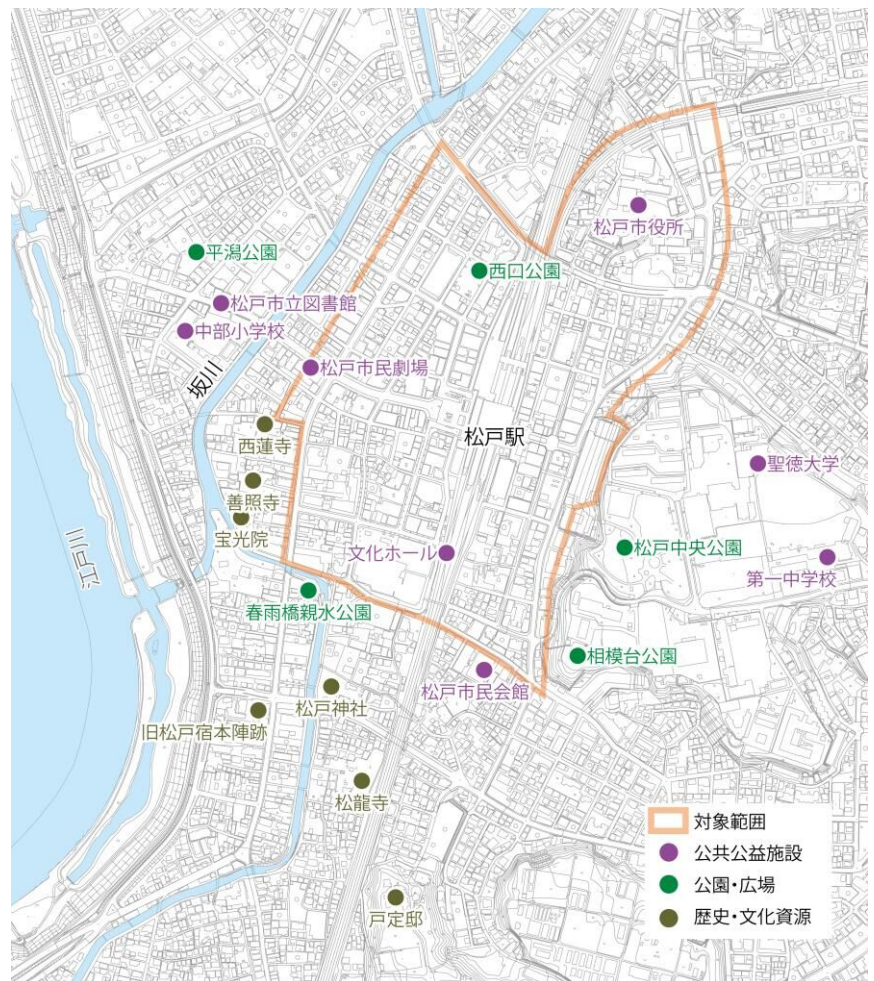 松戸市役所
平潟公園
西口公園
松戸市立図書館
中部小学校
松戸市民劇場
坂川
西蓮寺
松戸駅
聖徳大学
善照寺
宝光院
文化ホール
松戸中央公園
江戸川
第一中学校
春雨橋親水公園
相模台公園
松戸市民会館
松戸神社
旧松戸宿本陣跡
松龍寺
戸定邸
対象範囲
公共公益施設
公園・広場
歴史・文化資源